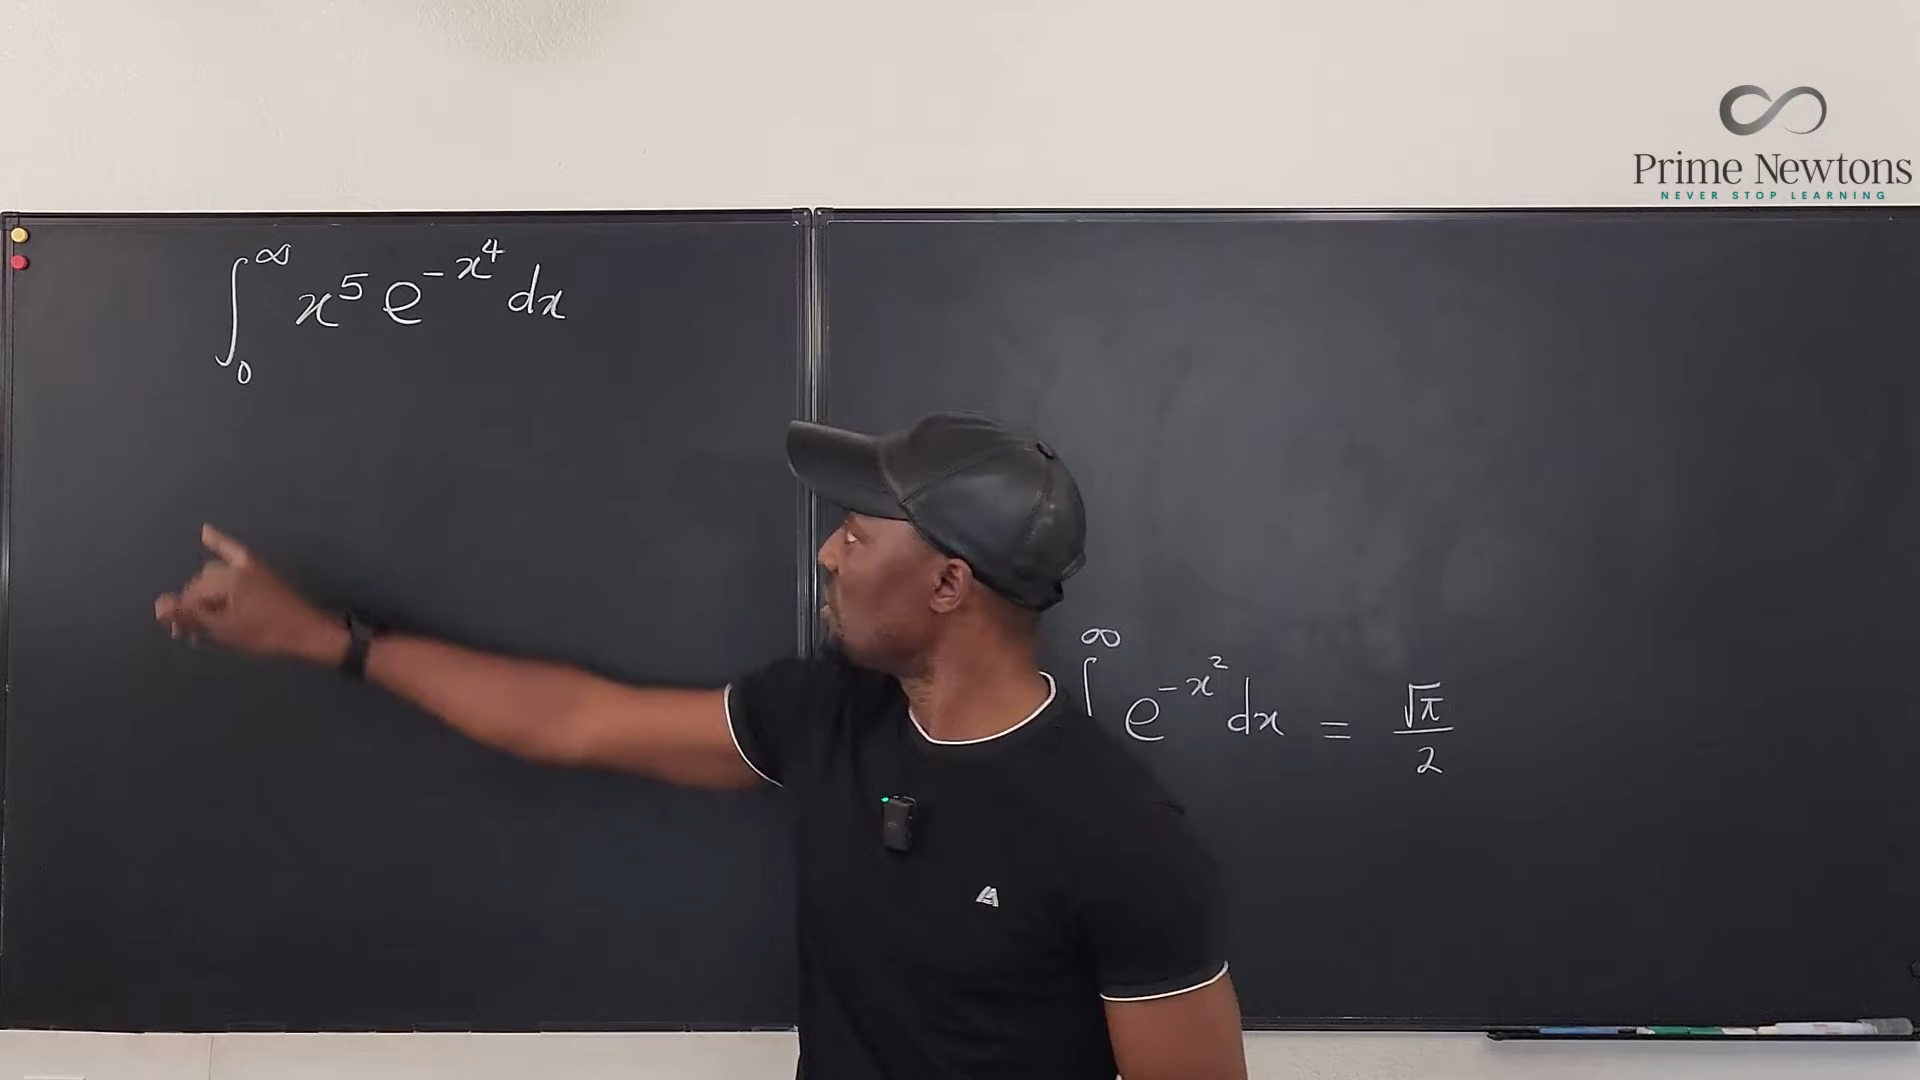 Prime Newtons
NEVER STOP LEARNING
∫₀^∞ x⁵ e^{-x⁴} dx
∫^∞ e^{-x²} dx = √π/2